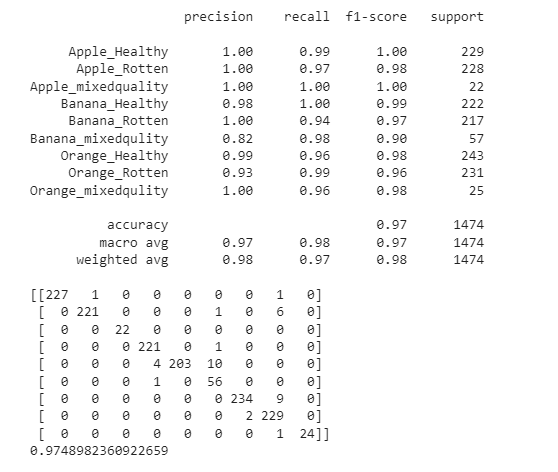 precision recall f1-score support
Apple_Healthy 1.00 0.99 1.00 229
Apple_Rotten 1.00 0.97 0.98 228
Apple_mixedquality 1.00 1.00 1.00 22
Banana_Healthy 0.98 1.00 0.99 222
Banana_Rotten 1.00 0.94 0.97 217
Banana_mixedqulity 0.82 0.98 0.90 57
Orange_Healthy 0.99 0.96 0.98 243
Orange_Rotten 0.93 0.99 0.96 231
Orange_mixedqulity 1.00 0.96 0.98 25
accuracy 0.97 1474
macro avg 0.97 0.98 0.97 1474
weighted avg 0.98 0.97 0.98 1474
[[227 1 0 0 0 0 0 1 0]
[ 0 221 0 0 0 1 0 6 0]
[ 0 0 22 0 0 0 0 0 0]
[ 0 0 0 221 0 1 0 0 0]
[ 0 0 0 4 203 10 0 0 0]
[ 0 0 0 1 0 56 0 0 0]
[ 0 0 0 0 0 0 234 9 0]
[ 0 0 0 0 0 0 2 229 0]
[ 0 0 0 0 0 0 0 1 24]]
0.9748982360922659